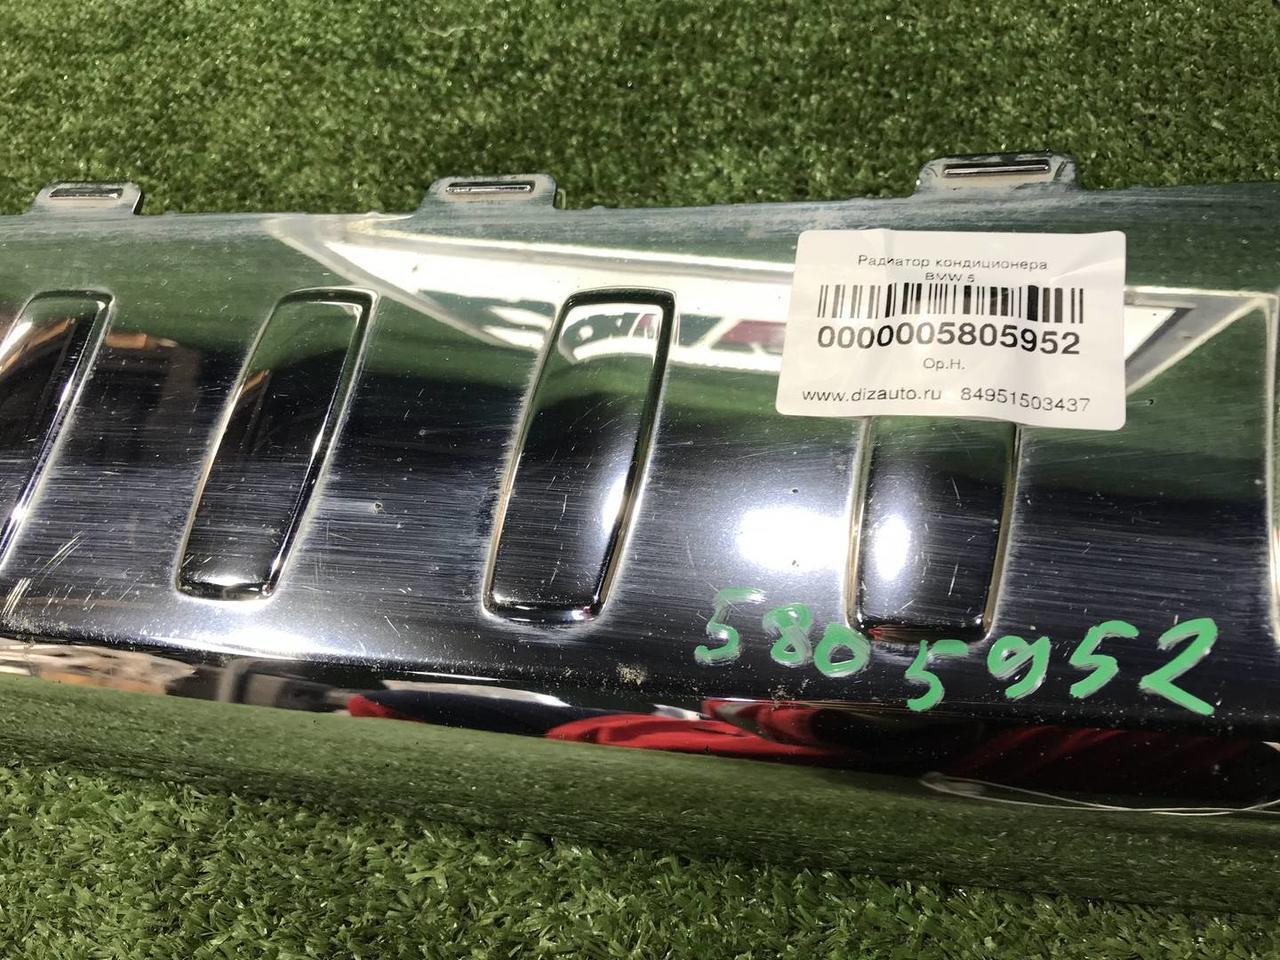 Радиатор кондиционера
BMW 5
0000005805952
Ор.Н.
www.dizauto.ru 84951503437
5805952